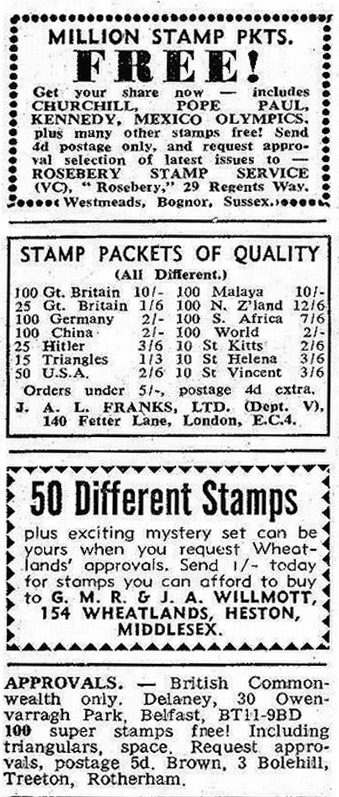 MILLION STAMP PKTS.
FREE!
Get your share now — includes
CHURCHILL, POPE PAUL,
KENNEDY, MEXICO OLYMPICS,
plus many other stamps free! Send
4d postage only, and request appro-
val selection of latest issues to —
ROSEBERY STAMP SERVICE
(VC), " Rosebery," 29 Regents Way,
Westmeads, Bognor, Sussex.
STAMP PACKETS OF QUALITY
(All Different.)
100 Gt. Britain 10/- 100 Malaya 10/-
25 Gt. Britain 1/6 100 N. Z'land 12/6
100 Germany 2/- 100 S. Africa 7/6
100 China 2/- 100 World 2/-
25 Hitler 3/6 10 St Kitts 2/6
15 Triangles 1/3 10 St Helena 3/6
50 U.S.A. 2/6 10 St Vincent 3/6
Orders under 5/-, postage 4d extra.
J. A. L. FRANKS, LTD. (Dept. V),
140 Fetter Lane, London, E.C.4.
50 Different Stamps
plus exciting mystery set can be
yours when you request Wheat-
lands' approvals. Send 1/- today
for stamps you can afford to buy
to G. M. R. & J. A. WILLMOTT,
154 WHEATLANDS, HESTON,
MIDDLESEX.
APPROVALS. — British Common-
wealth only. Delaney, 30 Owen-
varragh Park, Belfast, BT11-9BD
100 super stamps free! Including
triangulars, space. Request appro-
vals, postage 5d. Brown, 3 Bolehill,
Treeton, Rotherham.